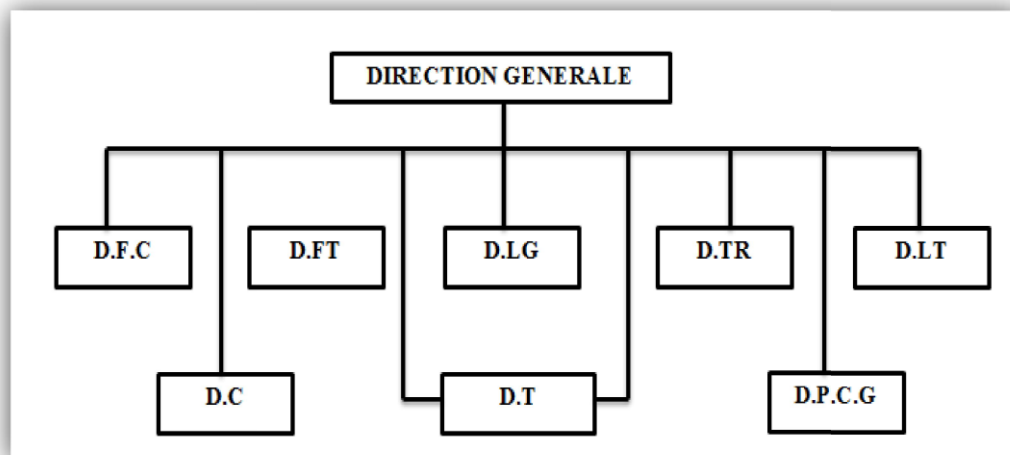 DIRECTION GENERALE
D.F.C
D.FT
D.LG
D.TR
D.LT
D.C
D.T
D.P.C.G